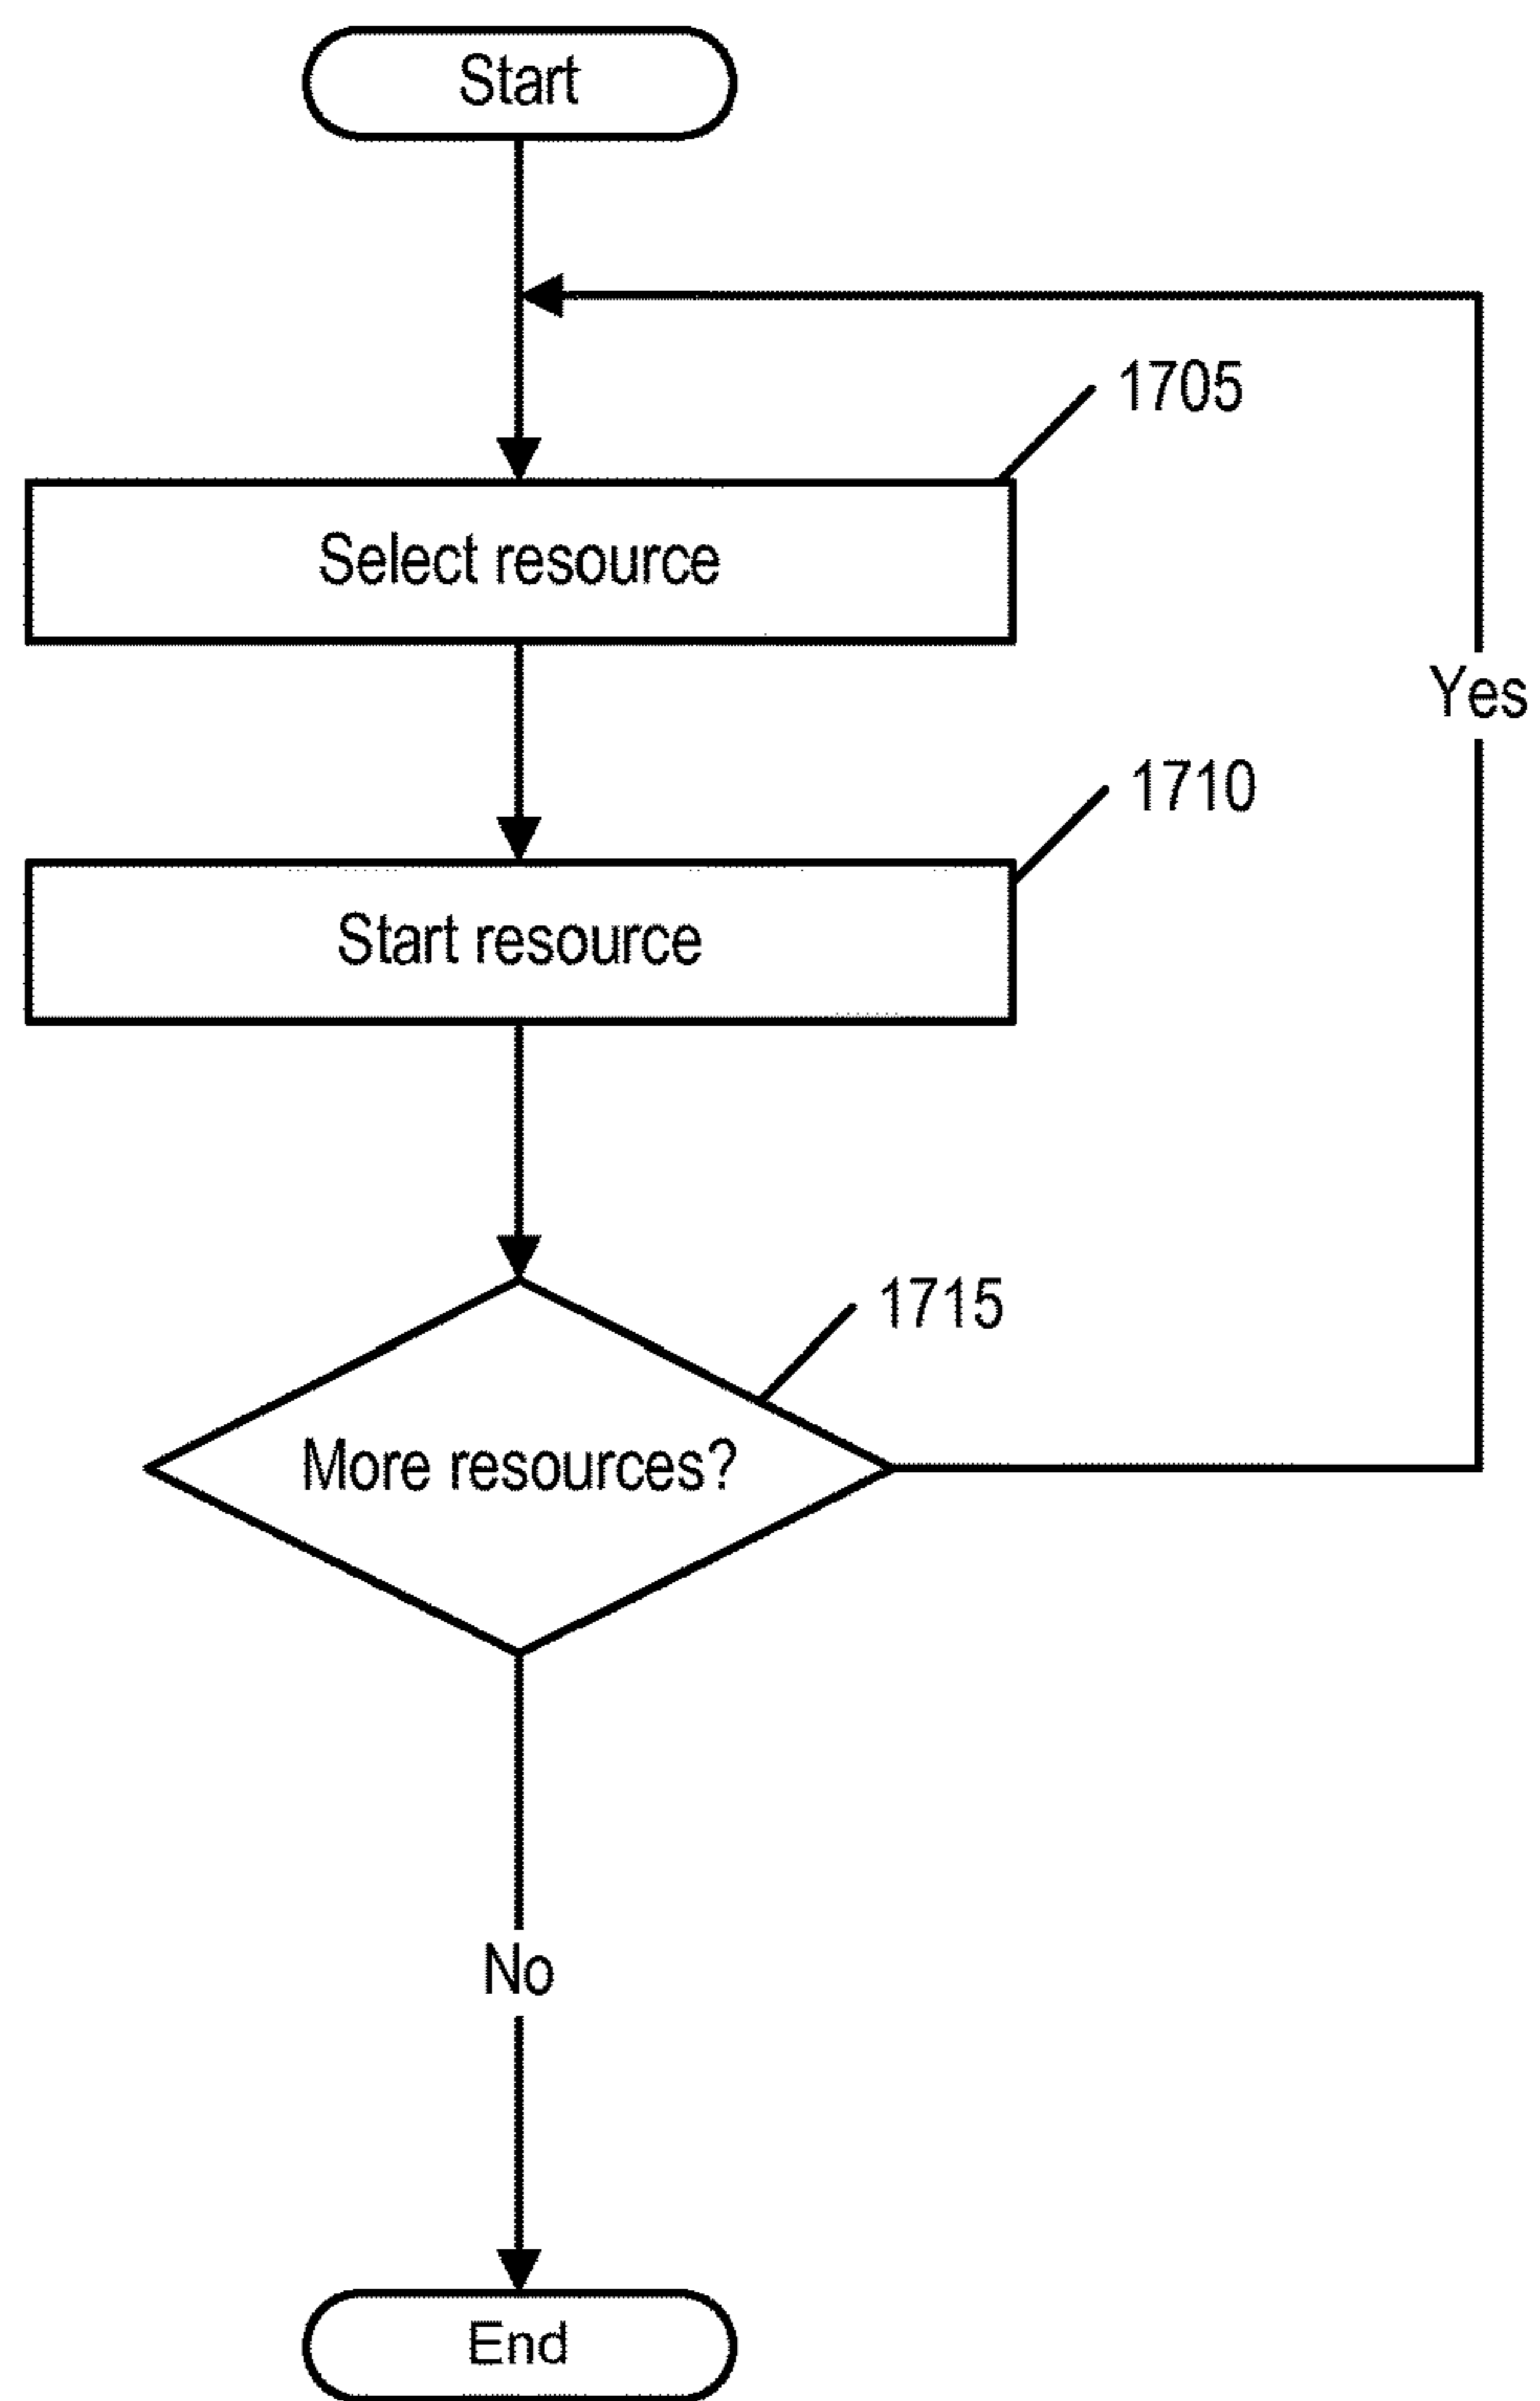 Start
1705
Select resource
Yes
1710
Start resource
1715
More resources?
No
End